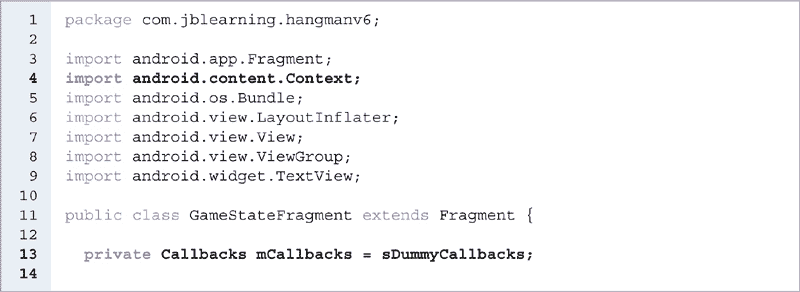 1 package com.jblearning.hangmanv6;
2
3 import android.app.Fragment;
4 import android.content.Context;
5 import android.os.Bundle;
6 import android.view.LayoutInflater;
7 import android.view.View;
8 import android.view.ViewGroup;
9 import android.widget.TextView;
10
11 public class GameStateFragment extends Fragment {
12
13 private Callbacks mCallbacks = sDummyCallbacks;
14